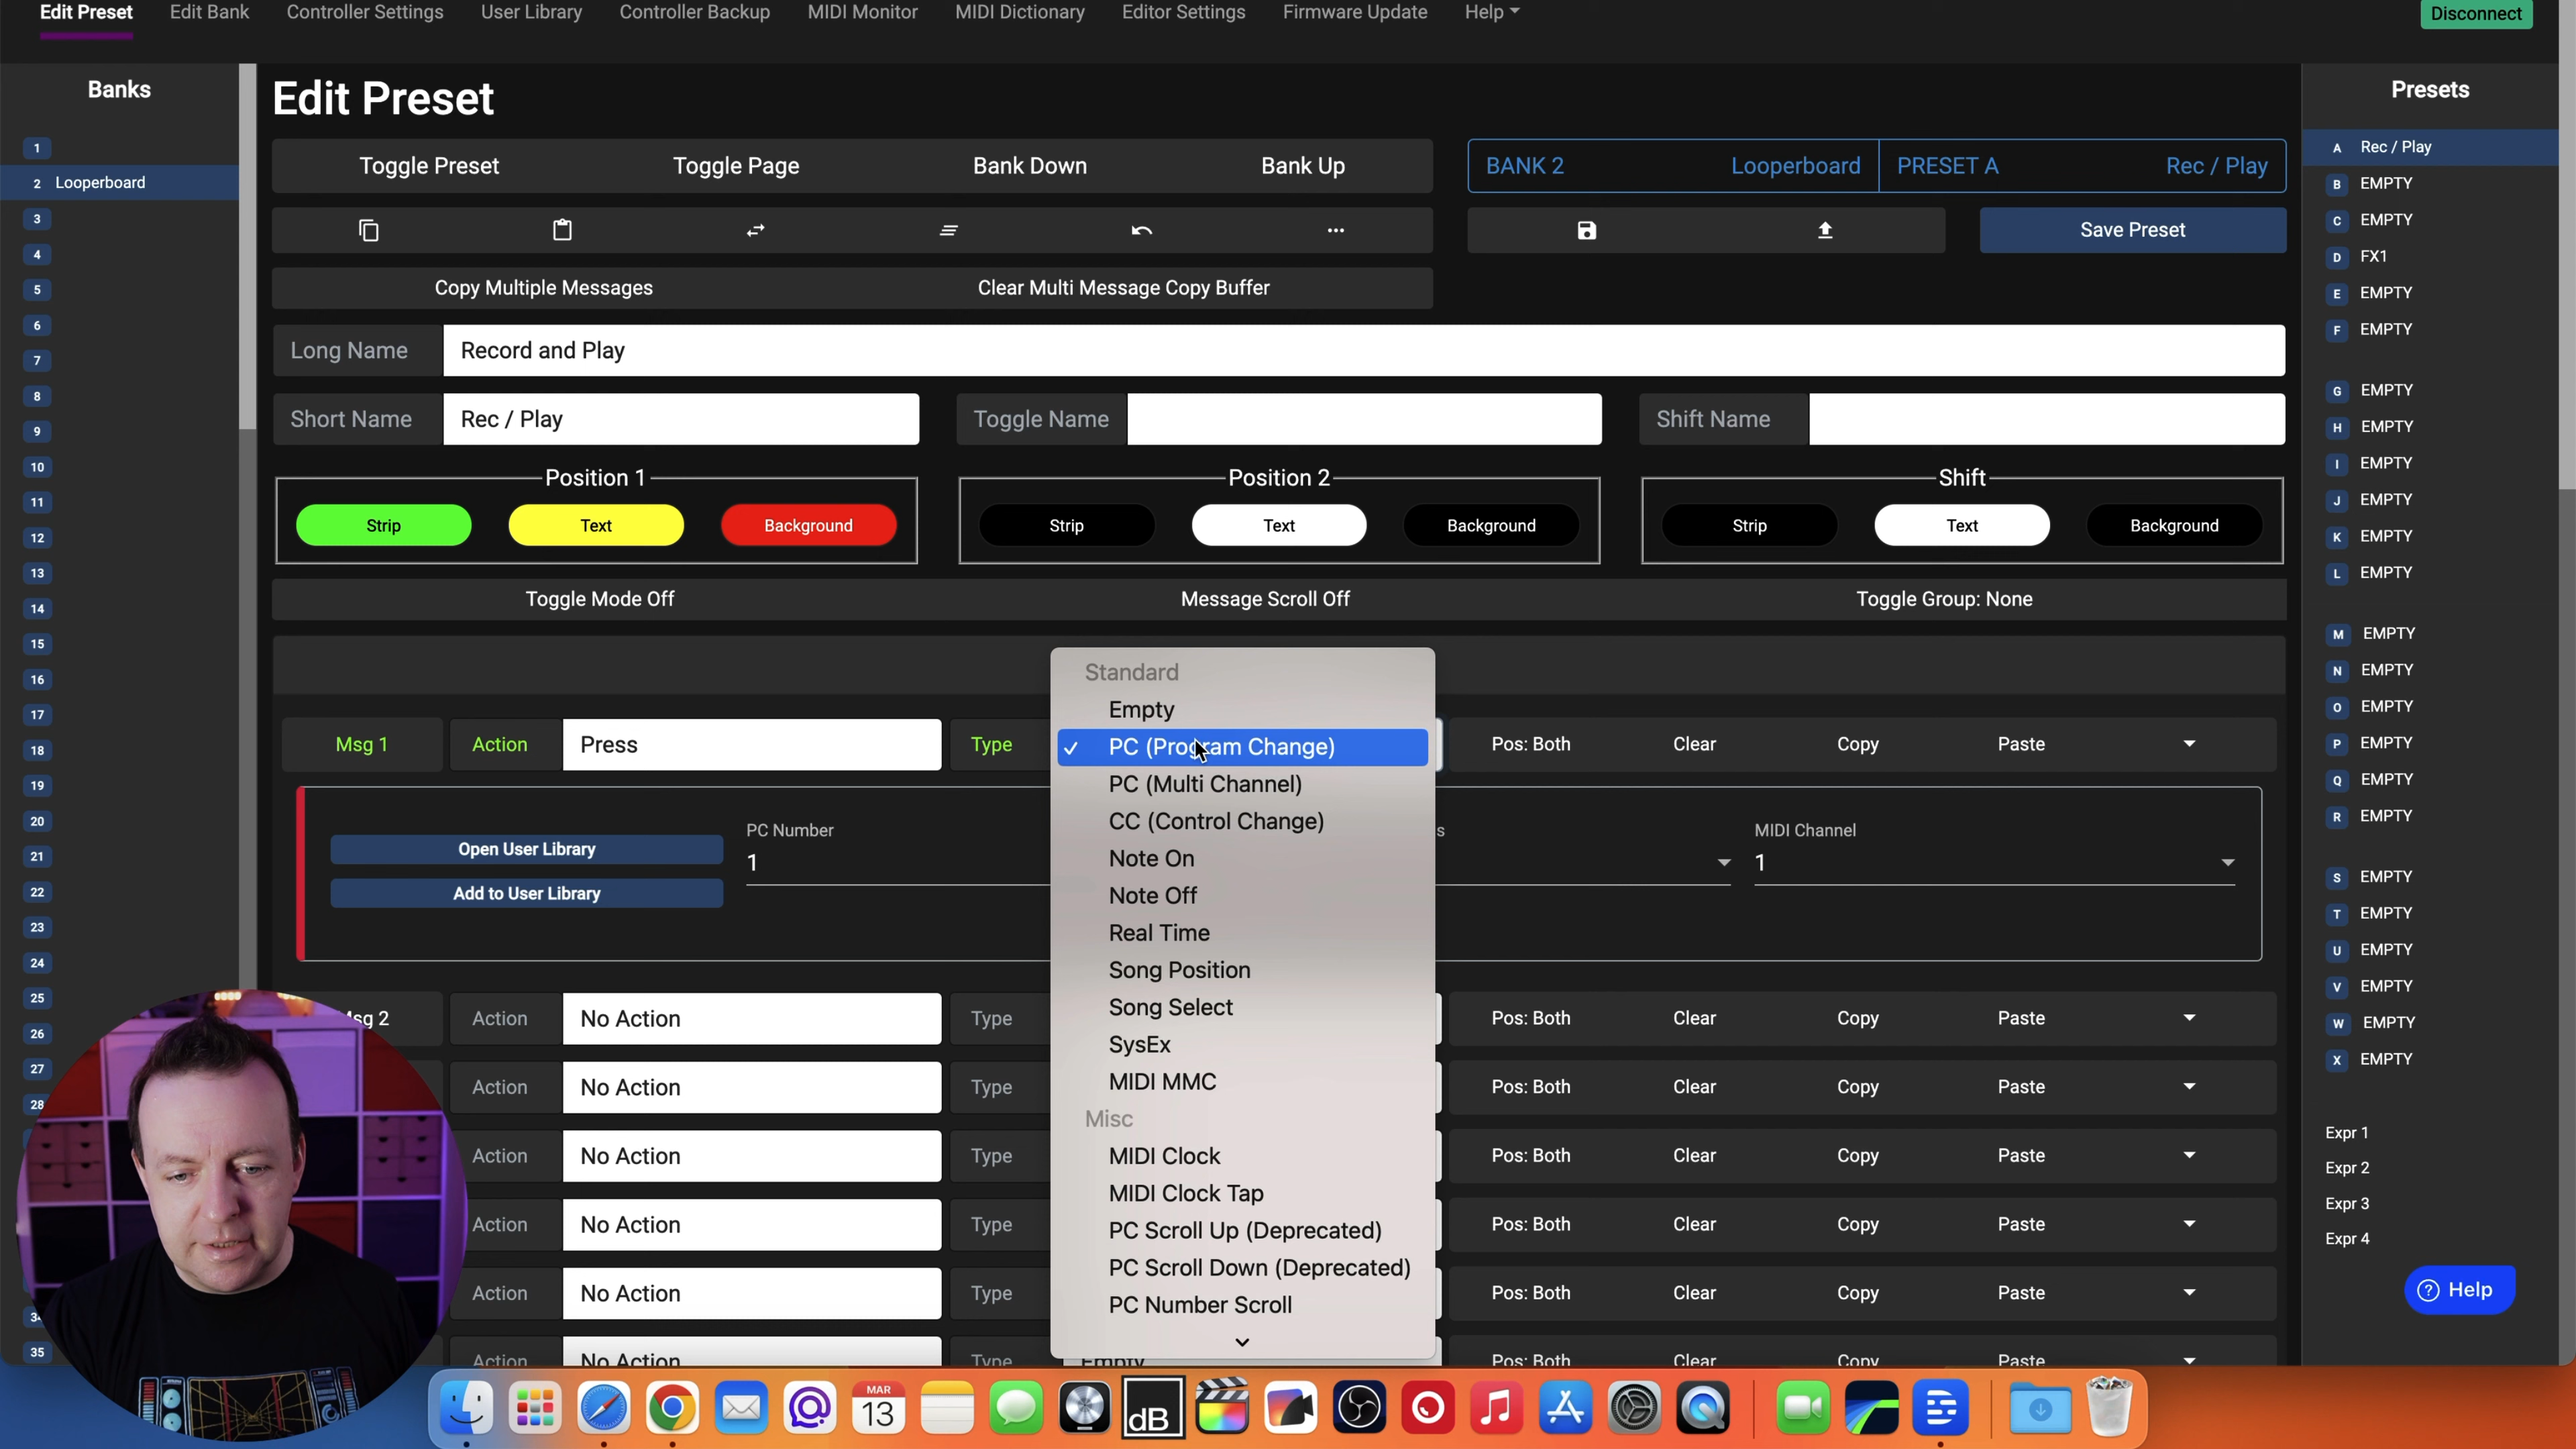 Edit Preset Edit Bank Controller Settings User Library Controller Backup MIDI Monitor MIDI Dictionary Editor Settings Firmware Update Help Disconnect
Banks
1
2 Looperboard
3
4
5
6
7
8
9
10
11
12
13
14
15
16
17
18
19
20
21
22
23
24
25
26
27
28
35
Edit Preset
Toggle Preset Toggle Page Bank Down Bank Up
BANK 2 Looperboard PRESET A Rec / Play
Save Preset
Copy Multiple Messages Clear Multi Message Copy Buffer
Long Name Record and Play
Short Name Rec / Play Toggle Name Shift Name
Position 1 Position 2 Shift
Strip Text Background Strip Text Background Strip Text Background
Toggle Mode Off Message Scroll Off Toggle Group: None
Msg 1 Action Press Type Pos: Both Clear Copy Paste
Open User Library
Add to User Library
PC Number
1
s
MIDI Channel
1
Msg 2 Action No Action Type Pos: Both Clear Copy Paste
Action No Action Type Pos: Both Clear Copy Paste
Action No Action Type Pos: Both Clear Copy Paste
Action No Action Type Pos: Both Clear Copy Paste
Action No Action Type Pos: Both Clear Copy Paste
Action No Action Type Empty Pos: Both Clear Copy Paste
Standard
Empty
PC (Program Change)
PC (Multi Channel)
CC (Control Change)
Note On
Note Off
Real Time
Song Position
Song Select
SysEx
MIDI MMC
Misc
MIDI Clock
MIDI Clock Tap
PC Scroll Up (Deprecated)
PC Scroll Down (Deprecated)
PC Number Scroll
Presets
A Rec / Play
B EMPTY
C EMPTY
D FX1
E EMPTY
F EMPTY
G EMPTY
H EMPTY
I EMPTY
J EMPTY
K EMPTY
L EMPTY
M EMPTY
N EMPTY
O EMPTY
P EMPTY
Q EMPTY
R EMPTY
S EMPTY
T EMPTY
U EMPTY
V EMPTY
W EMPTY
X EMPTY
Expr 1
Expr 2
Expr 3
Expr 4
Help
MAR
13
dB